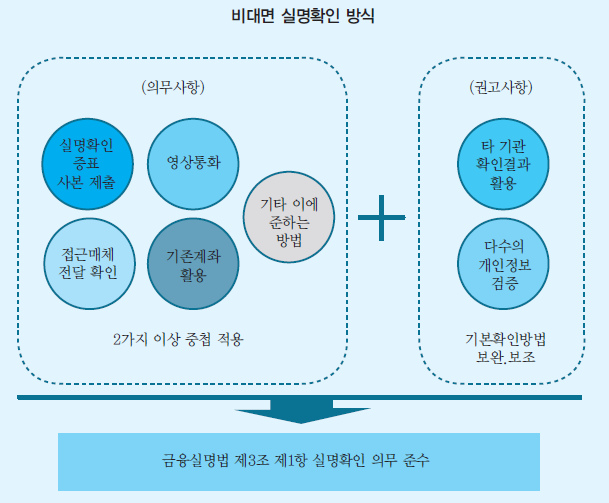 비대면 실명확인 방식
(의무사항)
실명확인
증표
사본 제출
영상통화
기타 이에
준하는
방법
접근매체
전달 확인
기존계좌
활용
2가지 이상 중첩 적용
(권고사항)
타 기관
확인결과
활용
다수의
개인정보
검증
기본확인방법
보완.보조
금융실명법 제3조 제1항 실명확인 의무 준수